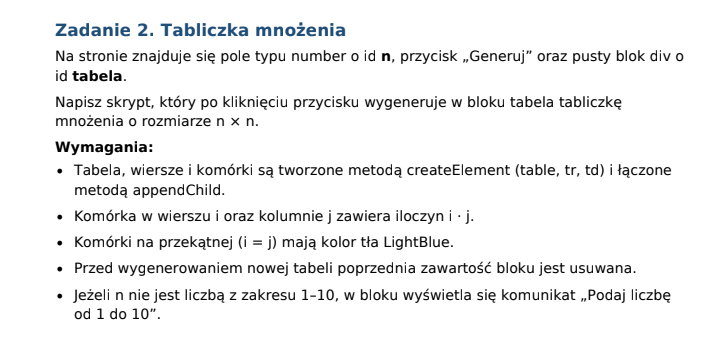 Zadanie 2. Tabliczka mnożenia
Na stronie znajduje się pole typu number o id n, przycisk „Generuj” oraz pusty blok div o
id tabela.
Napisz skrypt, który po kliknięciu przycisku wygeneruje w bloku tabela tabliczkę
mnożenia o rozmiarze n × n.
Wymagania:
• Tabela, wiersze i komórki są tworzone metodą createElement (table, tr, td) i łączone
metodą appendChild.
• Komórka w wierszu i oraz kolumnie j zawiera iloczyn i · j.
• Komórki na przekątnej (i = j) mają kolor tła LightBlue.
• Przed wygenerowaniem nowej tabeli poprzednia zawartość bloku jest usuwana.
• Jeżeli n nie jest liczbą z zakresu 1–10, w bloku wyświetla się komunikat „Podaj liczbę
od 1 do 10”.